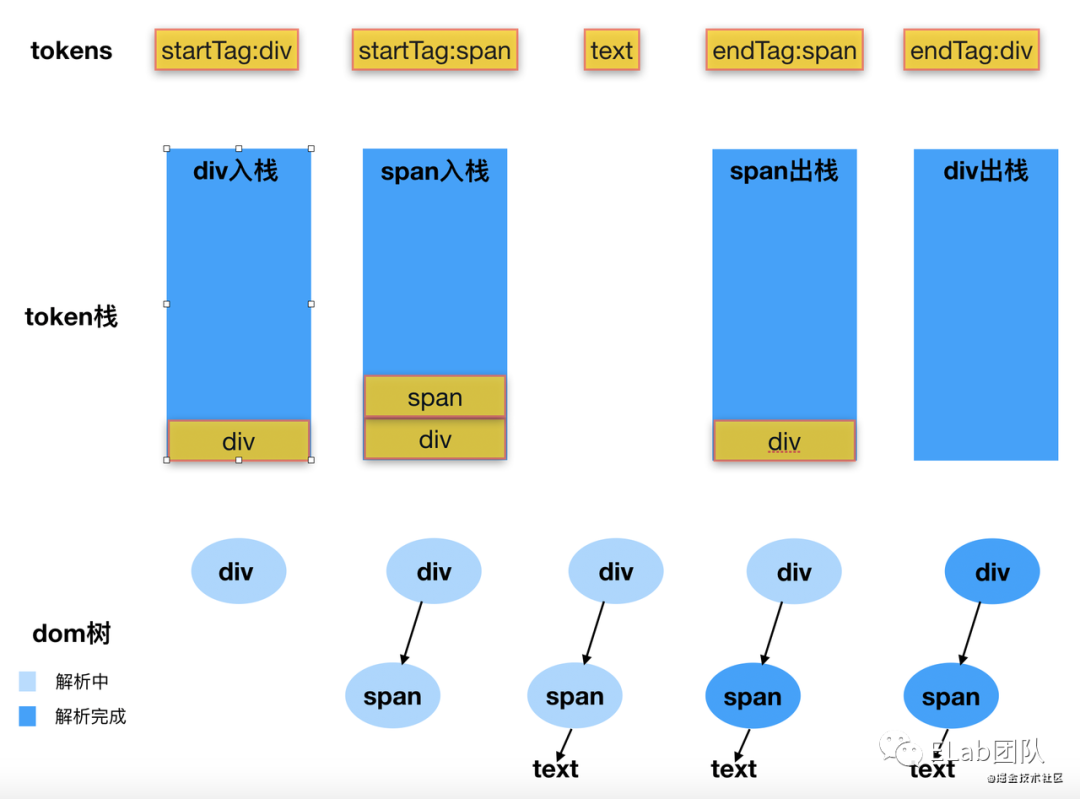 tokens
startTag:div
startTag:span
text
endTag:span
endTag:div
div入栈
span入栈
span出栈
div出栈
token栈
span
div
div
div
div
div
div
div
div
dom树
解析中
解析完成
span
span
span
span
text
text
text
ELab团队
@掘金技术社区